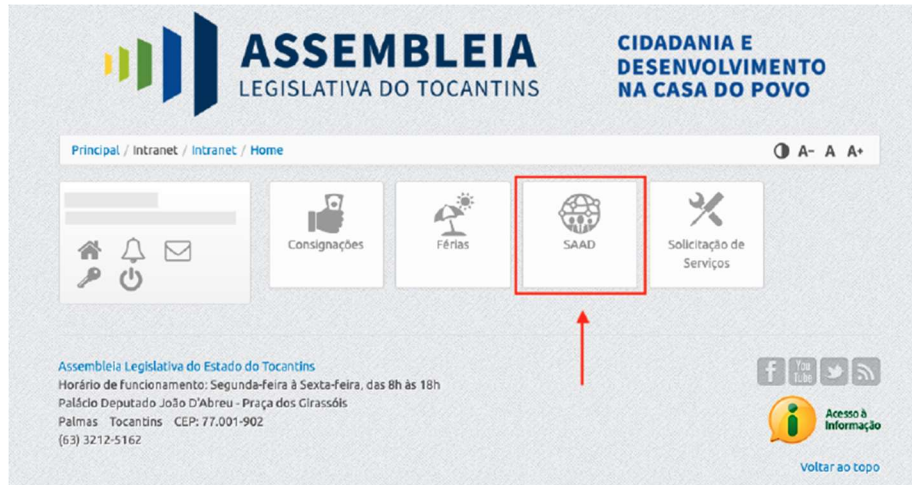 ASSEMBLEIA
LEGISLATIVA DO TOCANTINS
CIDADANIA E
DESENVOLVIMENTO
NA CASA DO POVO
Principal / Intranet / Intranet / Home
A- A A+
Consignações
Férias
SAAD
Solicitação de
Serviços
Assembleia Legislativa do Estado do Tocantins
Horário de funcionamento: Segunda-feira à Sexta-feira, das 8h às 18h
Palácio Deputado João D'Abreu - Praça dos Girassóis
Palmas Tocantins CEP: 77.001-902
(63) 3212-5162
You
Tube
Acesso à
Informação
Voltar ao topo